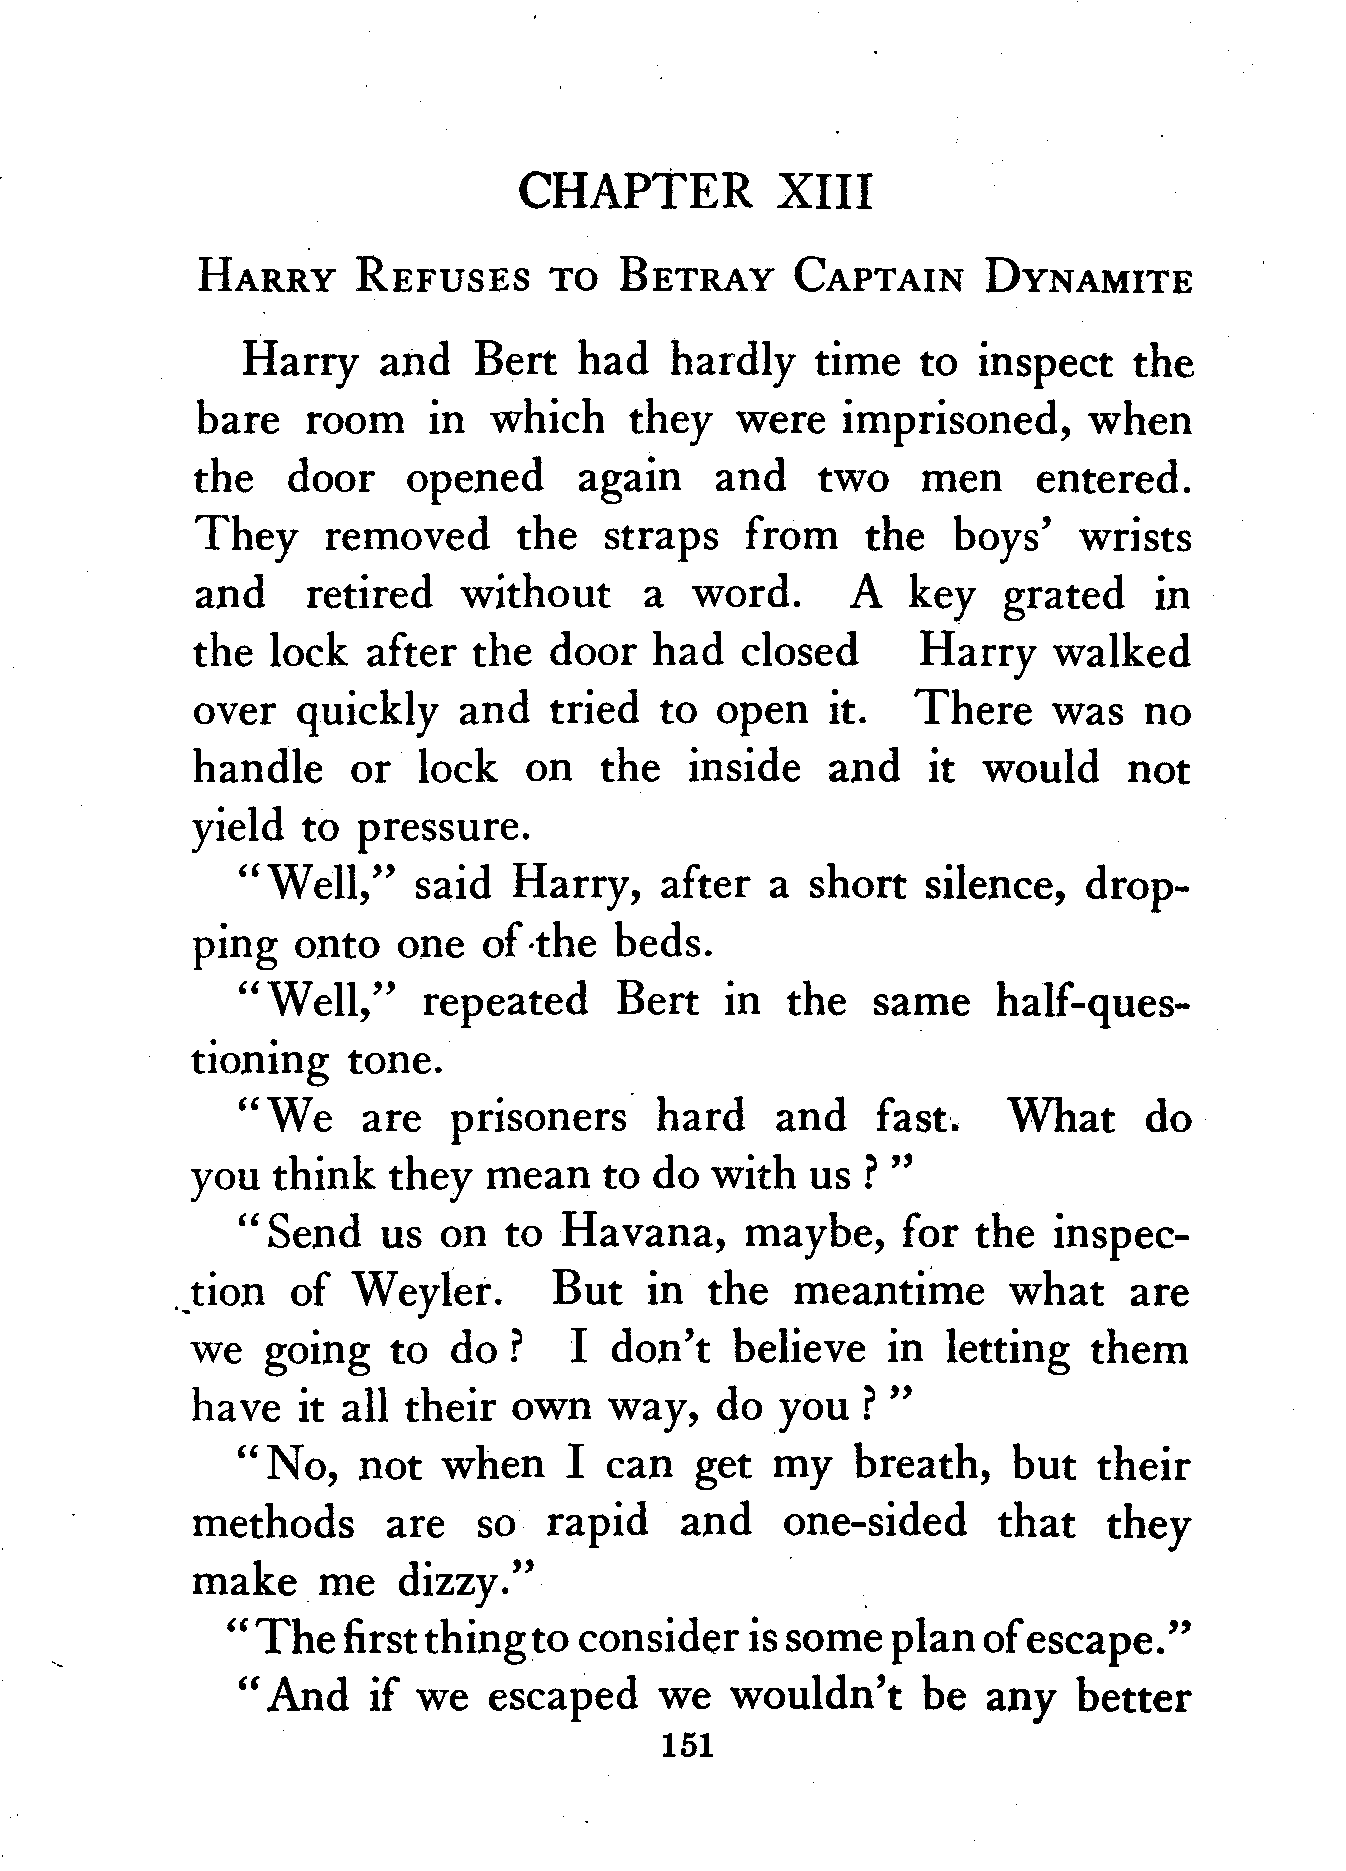 CHAPTER XIII
HARRY REFUSES TO BETRAY CAPTAIN DYNAMITE
Harry and Bert had hardly time to inspect the
bare room in which they were imprisoned, when
the door opened again and two men entered.
They removed the straps from the boys' wrists
and retired without a word. A key grated in
the lock after the door had closed Harry walked
over quickly and tried to open it. There was no
handle or lock on the inside and it would not
yield to pressure.
"Well," said Harry, after a short silence, drop-
ping onto one of the beds.
"Well," repeated Bert in the same half-ques-
tioning tone.
"We are prisoners hard and fast. What do
you think they mean to do with us ? "
"Send us on to Havana, maybe, for the inspec-
tion of Weyler. But in the meantime what are
we going to do ? I don't believe in letting them
have it all their own way, do you ? "
"No, not when I can get my breath, but their
methods are so rapid and one-sided that they
make me dizzy."
"The first thing to consider is some plan of escape."
"And if we escaped we wouldn't be any better
151